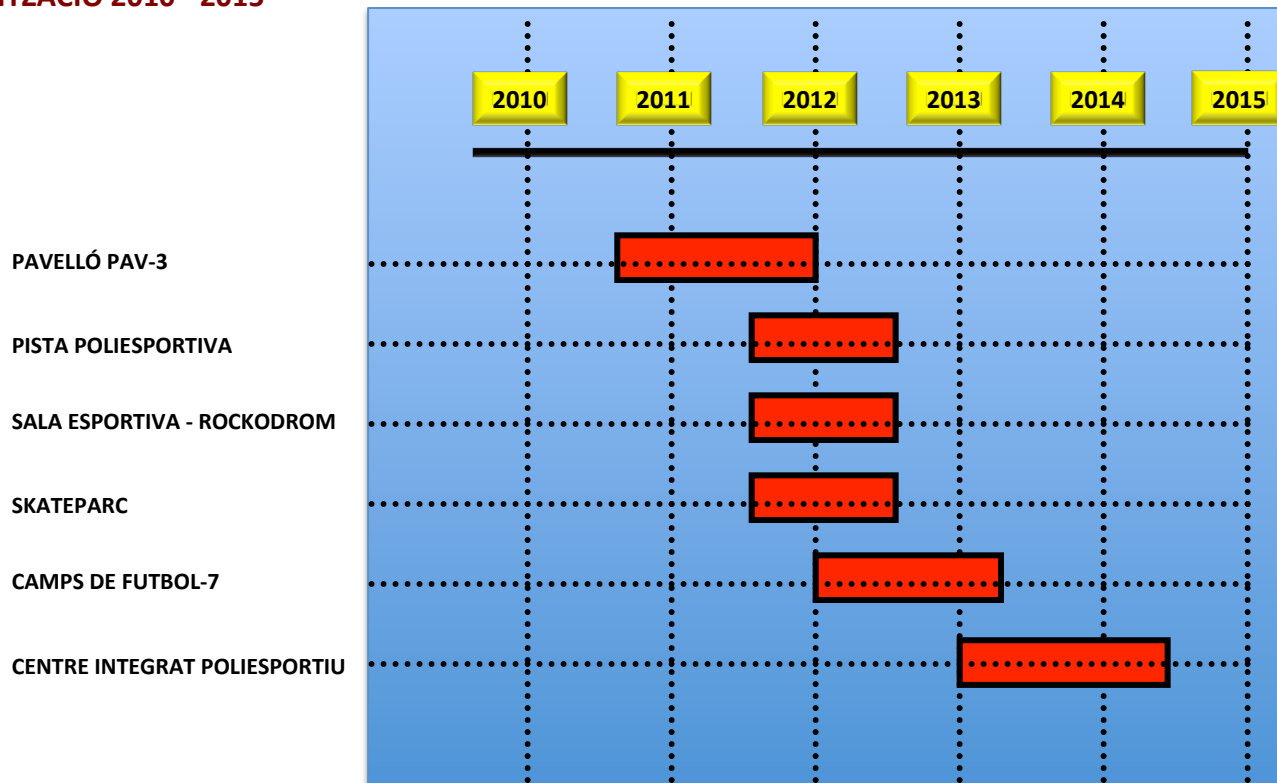 2010 2011 2012 2013 2014 2015
PAVELLÓ PAV-3
PISTA POLIESPORTIVA
SALA ESPORTIVA - ROCKODROM
SKATEPARC
CAMPS DE FUTBOL-7
CENTRE INTEGRAT POLIESPORTIU